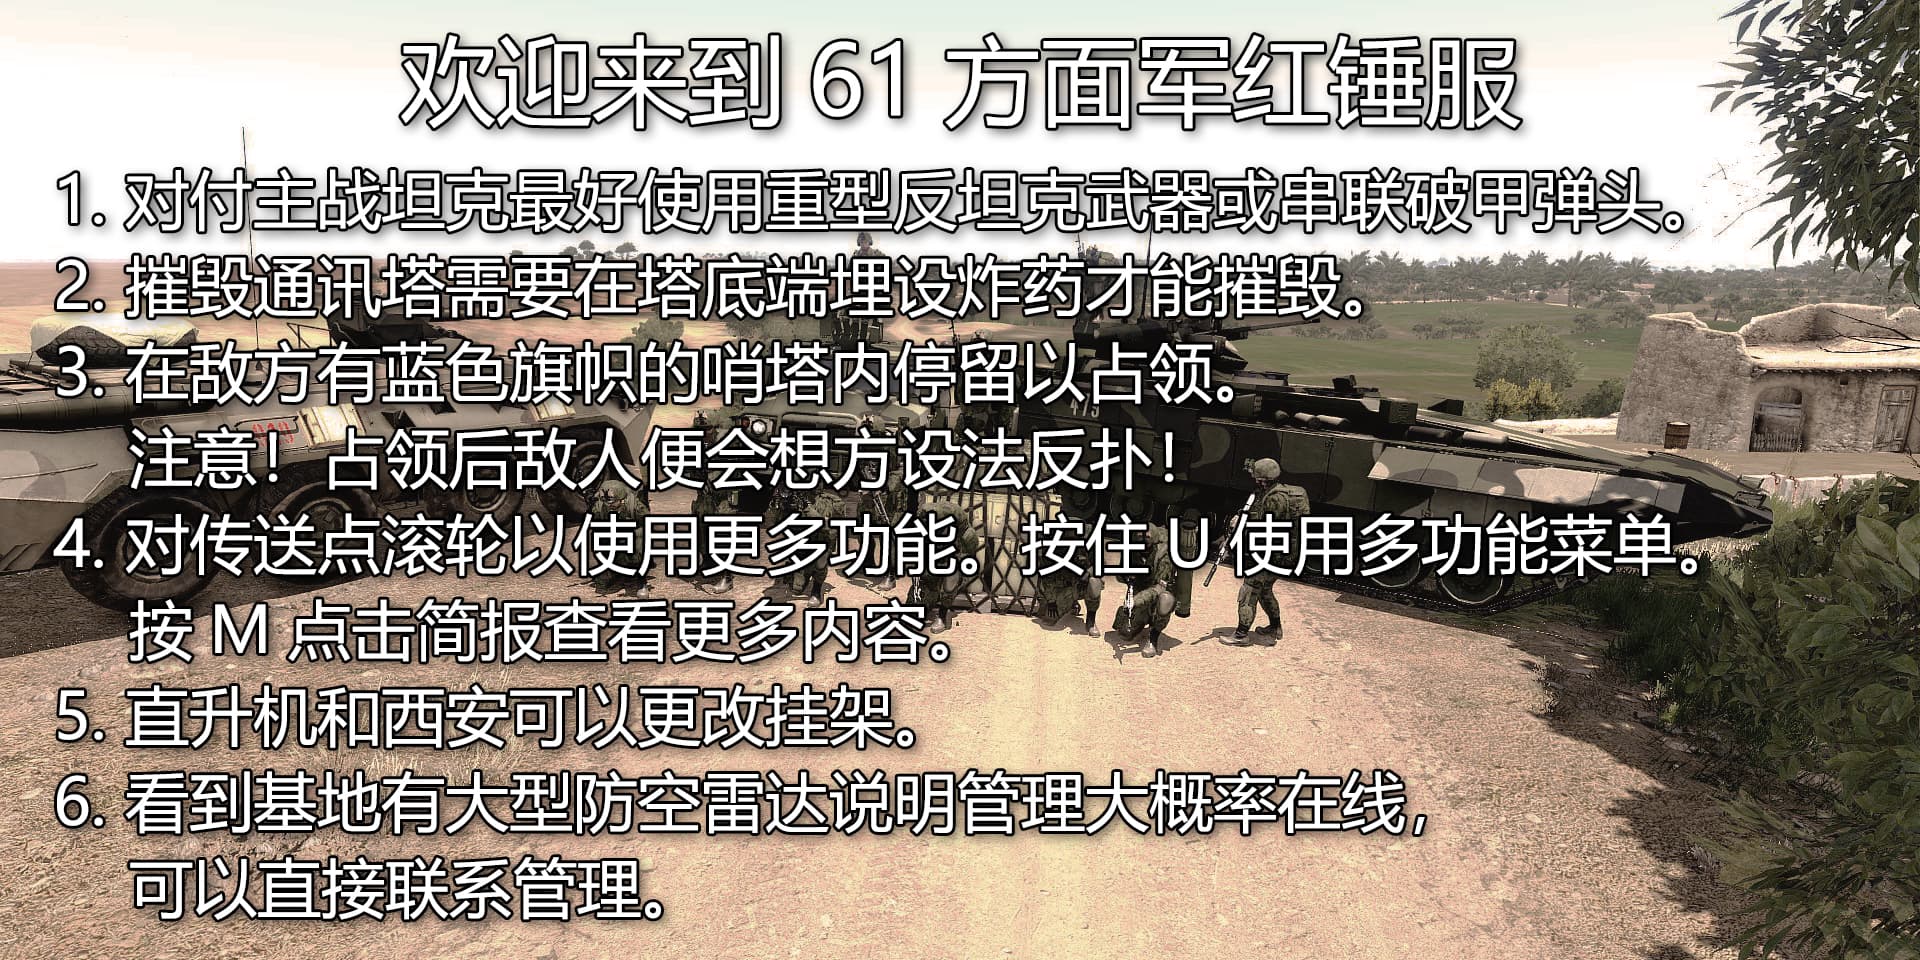 欢迎来到 61 方面军红锤服
1. 对付主战坦克最好使用重型反坦克武器或串联破甲弹头。
2. 摧毁通讯塔需要在塔底端埋设炸药才能摧毁。
3. 在敌方有蓝色旗帜的哨塔内停留以占领。
注意！占领后敌人便会想方设法反扑！
4. 对传送点滚轮以使用更多功能。按住 U 使用多功能菜单。
按 M 点击简报查看更多内容。
5. 直升机和西安可以更改挂架。
6. 看到基地有大型防空雷达说明管理大概率在线，
可以直接联系管理。